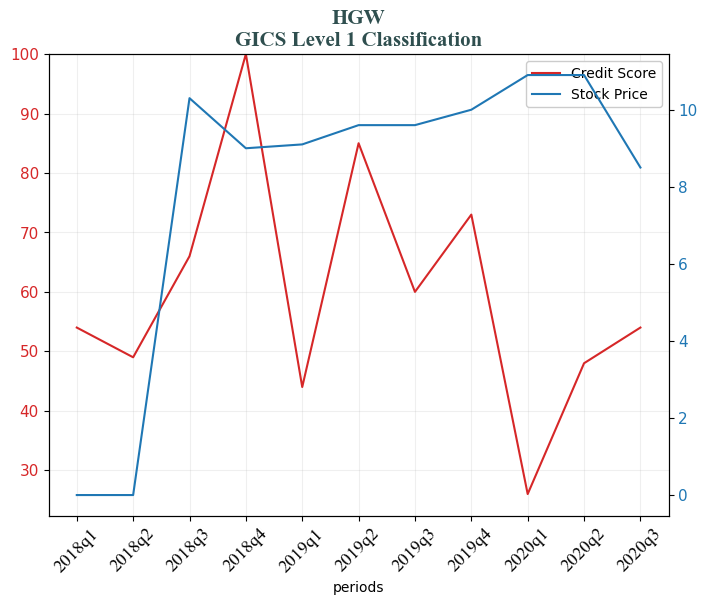 HGW
GICS Level 1 Classification
100
90
80
70
60
50
40
30
Credit Score
Stock Price
10
8
6
4
2
0
2018q1
2018q2
2018q3
2018q4
2019q1
2019q2
2019q3
2019q4
2020q1
2020q2
2020q3
periods